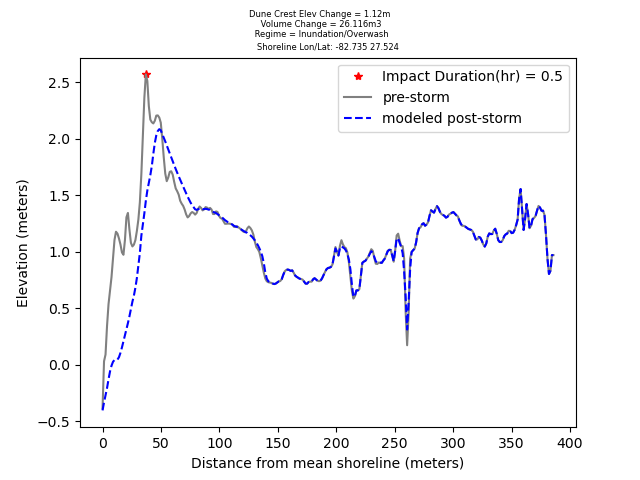 Dune Crest Elev Change = 1.12m
Volume Change = 26.116m3
Regime = Inundation/Overwash
Shoreline Lon/Lat: -82.735 27.524
Impact Duration(hr) = 0.5
pre-storm
modeled post-storm
Elevation (meters)
2.5
2.0
1.5
1.0
0.5
0.0
−0.5
0 50 100 150 200 250 300 350 400
Distance from mean shoreline (meters)